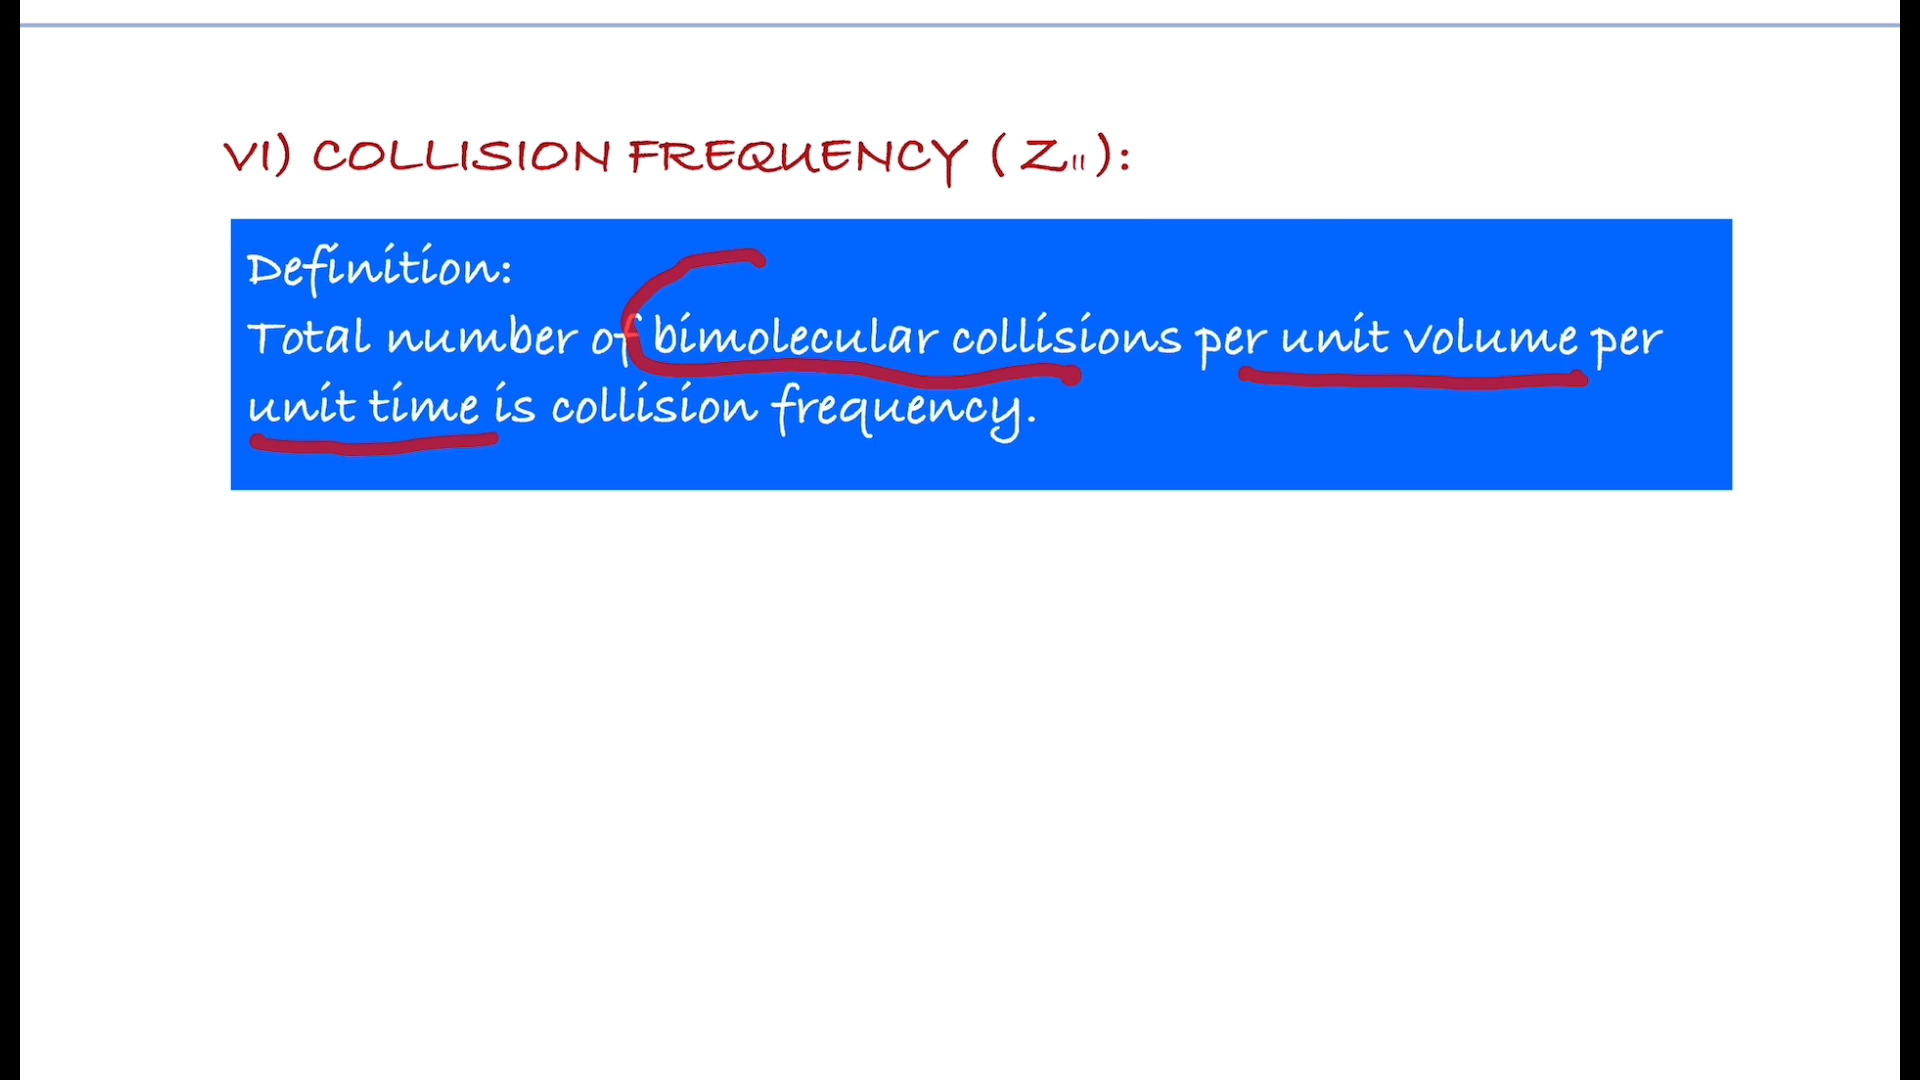 VI) COLLISION FREQUENCY ( Z₁₁ ):
Definition:
Total number of bimolecular collisions per unit volume per
unit time is collision frequency.